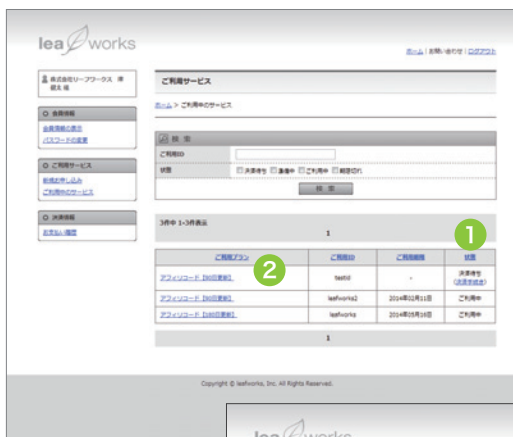 lea works
ホーム | お問い合わせ | ログアウト
株式会社リーフワークス 様
ご利用サービス
ホーム > ご利用中のサービス
会員情報
会員情報の表示
パスワードの変更
検 索
ご利用ID
状態 決済待ち 準備中 ご利用中 期限切れ
検 索
ご利用サービス
新規お申し込み
ご利用中のサービス
決済情報
お支払い履歴
3件中 1-3件表示
1
1
ご利用プラン ご利用ID ご利用期限 状態
2
アフィリコード【90日更新】 testid - 決済待ち
(決済手続き)
アフィリコード【90日更新】 leafworks2 2014年02月11日 ご利用中
アフィリコード【180日更新】 leafworks 2014年05月10日 ご利用中
1
Copyright © leafworks, Inc. All Rights Reserved.
lea works